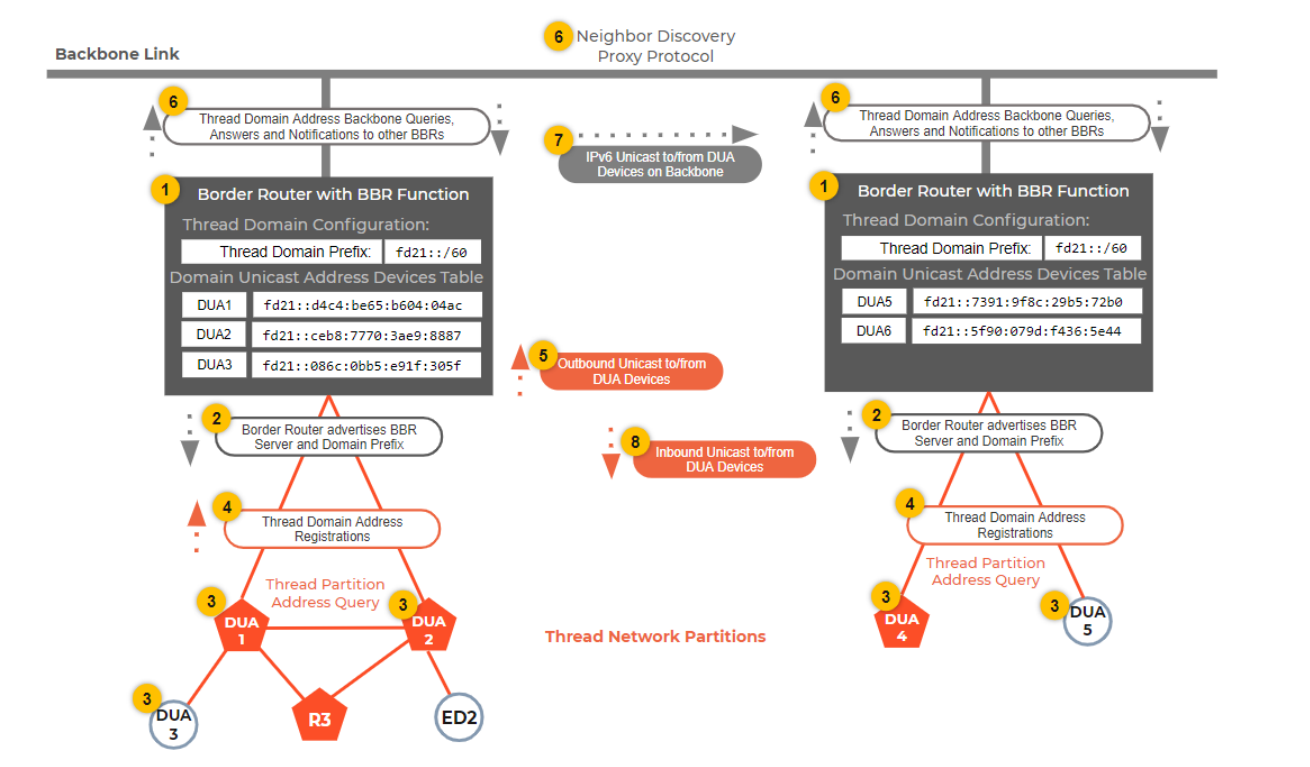 6 Neighbor Discovery
Proxy Protocol
Backbone Link
6
Thread Domain Address Backbone Queries,
Answers and Notifications to other BBRs
7
IPv6 Unicast to/from DUA
Devices on Backbone
6
Thread Domain Address Backbone Queries,
Answers and Notifications to other BBRs
1
Border Router with BBR Function
Thread Domain Configuration:
Thread Domain Prefix: fd21::/60
Domain Unicast Address Devices Table
DUA1 fd21::d4c4:be65:b604:04ac
DUA2 fd21::ceb8:7770:3ae9:8887
DUA3 fd21::086c:0bb5:e91f:305f
1
Border Router with BBR Function
Thread Domain Configuration:
Thread Domain Prefix: fd21::/60
Domain Unicast Address Devices Table
DUA5 fd21::7391:9f8c:29b5:72b0
DUA6 fd21::5f90:079d:f436:5e44
5
Outbound Unicast to/from
DUA Devices
2
Border Router advertises BBR
Server and Domain Prefix
8
Inbound Unicast to/from
DUA Devices
2
Border Router advertises BBR
Server and Domain Prefix
4
Thread Domain Address
Registrations
4
Thread Domain Address
Registrations
Thread Partition
Address Query
Thread Partition
Address Query
3
DUA
1
3
DUA
2
Thread Network Partitions
3
DUA
4
3
DUA
5
3
DUA
3
R3
ED2